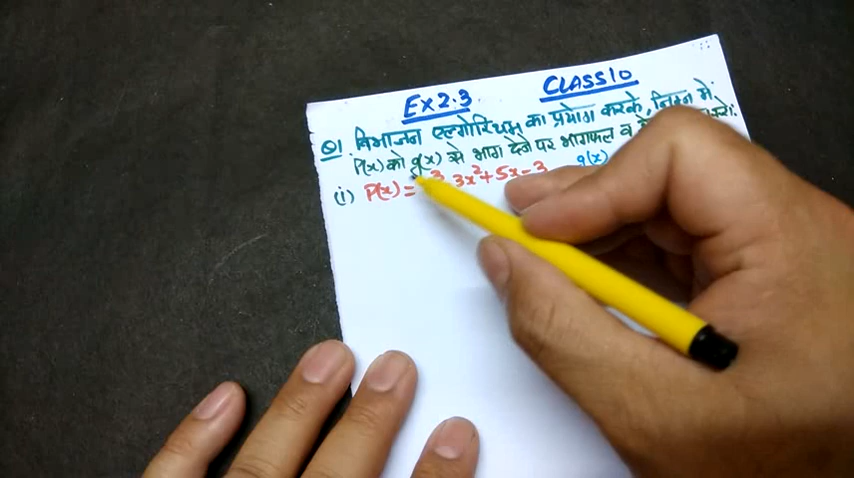 EX 2.3 CLASS 10
Q1 विभाजन एल्गोरिथ्म का प्रयोग करके, निम्न में
P(x) को g(x) से भाग देने पर भागफल व
(i) P(x) = 3x²+5x-3 g(x)